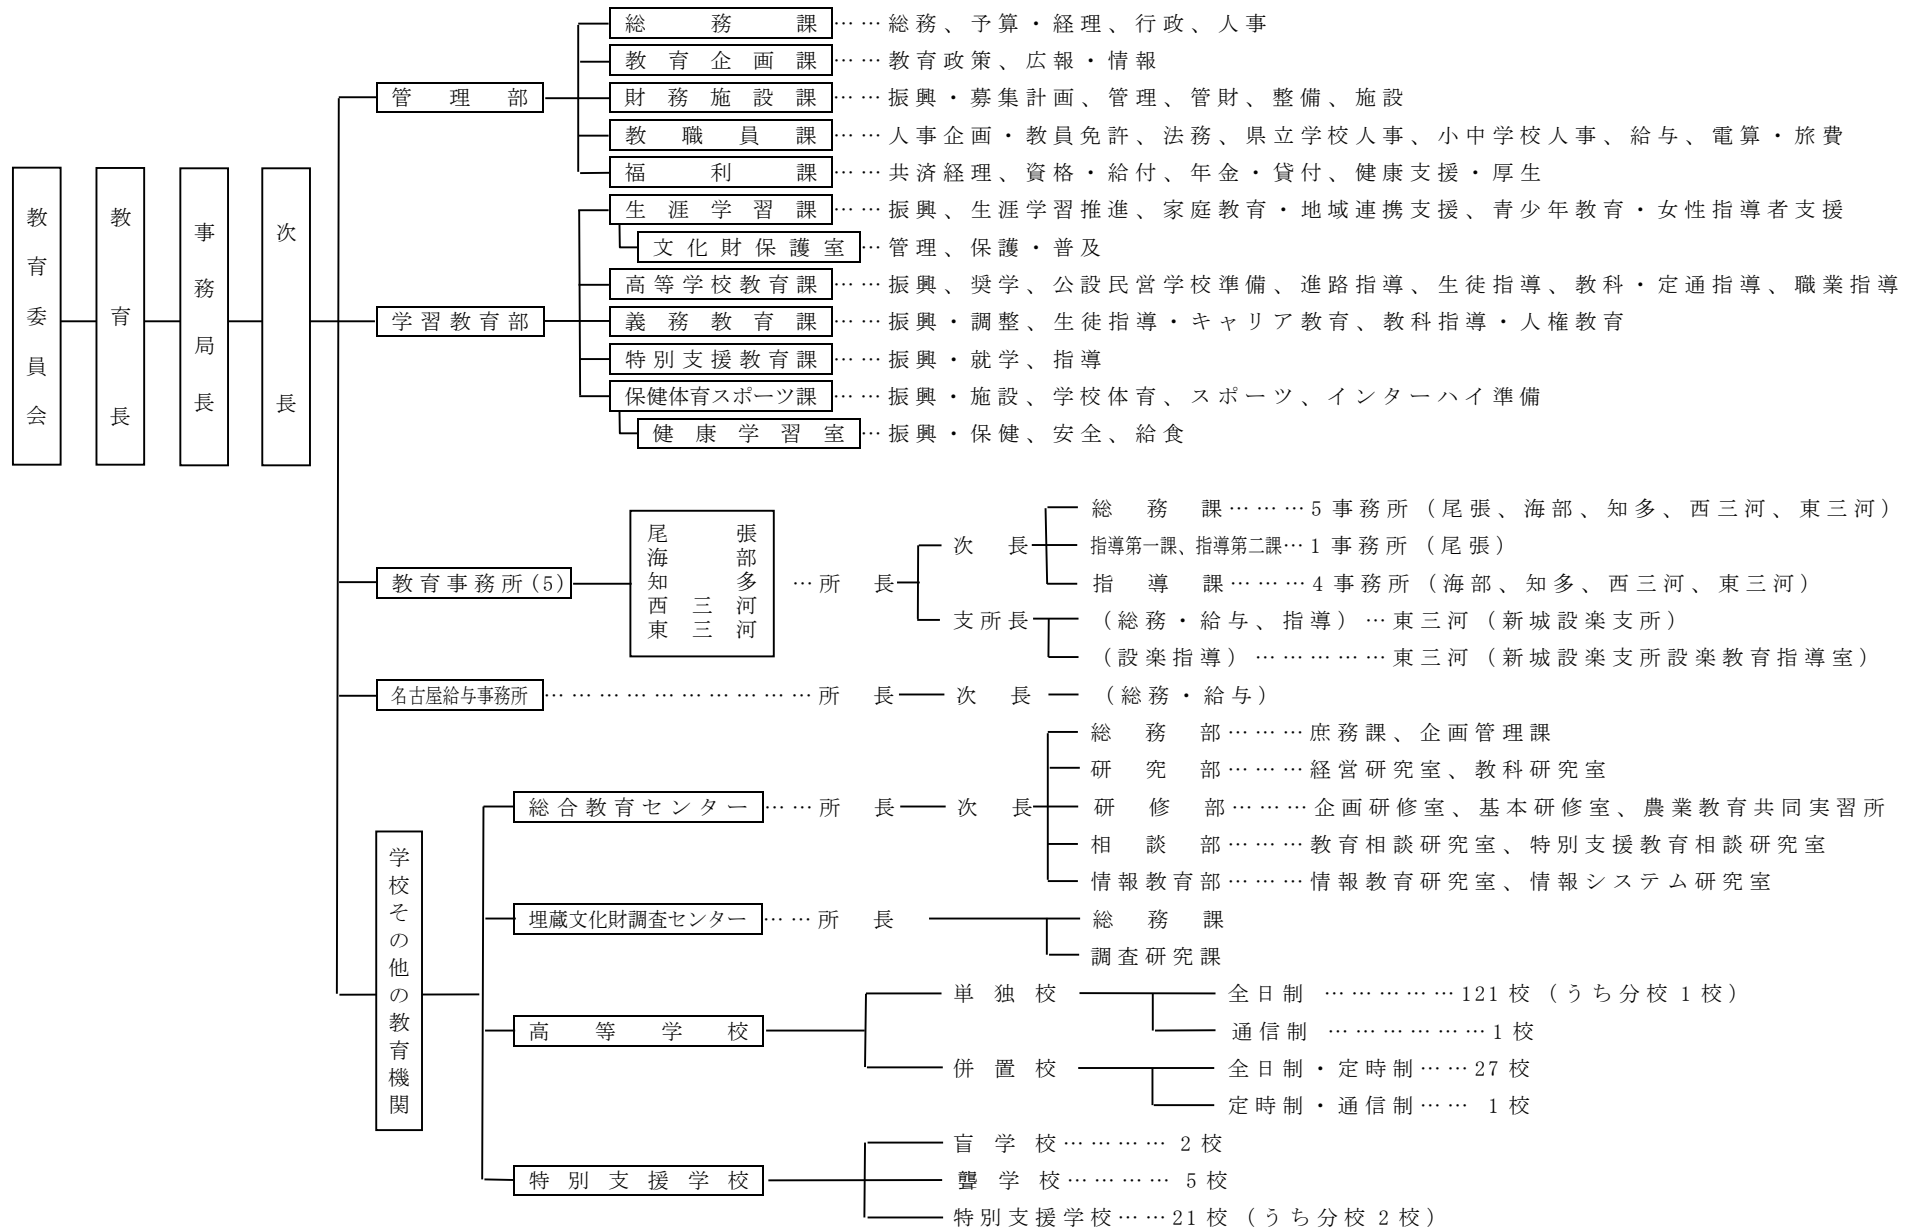 教育委員会
教育長
事務局長
次長
管理部
総務課……総務、予算・経理、行政、人事
教育企画課……教育政策、広報・情報
財務施設課……振興・募集計画、管理、管財、整備、施設
教職員課……人事企画・教員免許、法務、県立学校人事、小中学校人事、給与、電算・旅費
福利課……共済経理、資格・給付、年金・貸付、健康支援・厚生
学習教育部
生涯学習課……振興、生涯学習推進、家庭教育・地域連携支援、青少年教育・女性指導者支援
文化財保護室…管理、保護・普及
高等学校教育課……振興、奨学、公設民営学校準備、進路指導、生徒指導、教科・定通指導、職業指導
義務教育課……振興・調整、生徒指導・キャリア教育、教科指導・人権教育
特別支援教育課……振興・就学、指導
保健体育スポーツ課……振興・施設、学校体育、スポーツ、インターハイ準備
健康学習室…振興・保健、安全、給食
教育事務所(5)
尾張
海部
知多
西三河
東三河
…所長
次長
総務課………5事務所（尾張、海部、知多、西三河、東三河）
指導第一課、指導第二課…1事務所（尾張）
指導課………4事務所（海部、知多、西三河、東三河）
支所長
（総務・給与、指導）…東三河（新城設楽支所）
（設楽指導）……………東三河（新城設楽支所設楽教育指導室）
名古屋給与事務所…………………………所長 次長 （総務・給与）
学校その他の教育機関
総合教育センター……所長 次長
総務部………庶務課、企画管理課
研究部………経営研究室、教科研究室
研修部………企画研修室、基本研修室、農業教育共同実習所
相談部………教育相談研究室、特別支援教育相談研究室
情報教育部………情報教育研究室、情報システム研究室
埋蔵文化財調査センター……所長
総務課
調査研究課
高等学校
単独校
全日制 ……………121校（うち分校1校）
通信制 ………………1校
併置校
全日制・定時制……27校
定時制・通信制…… 1校
特別支援学校
盲学校………… 2校
聾学校………… 5校
特別支援学校……21校（うち分校2校）